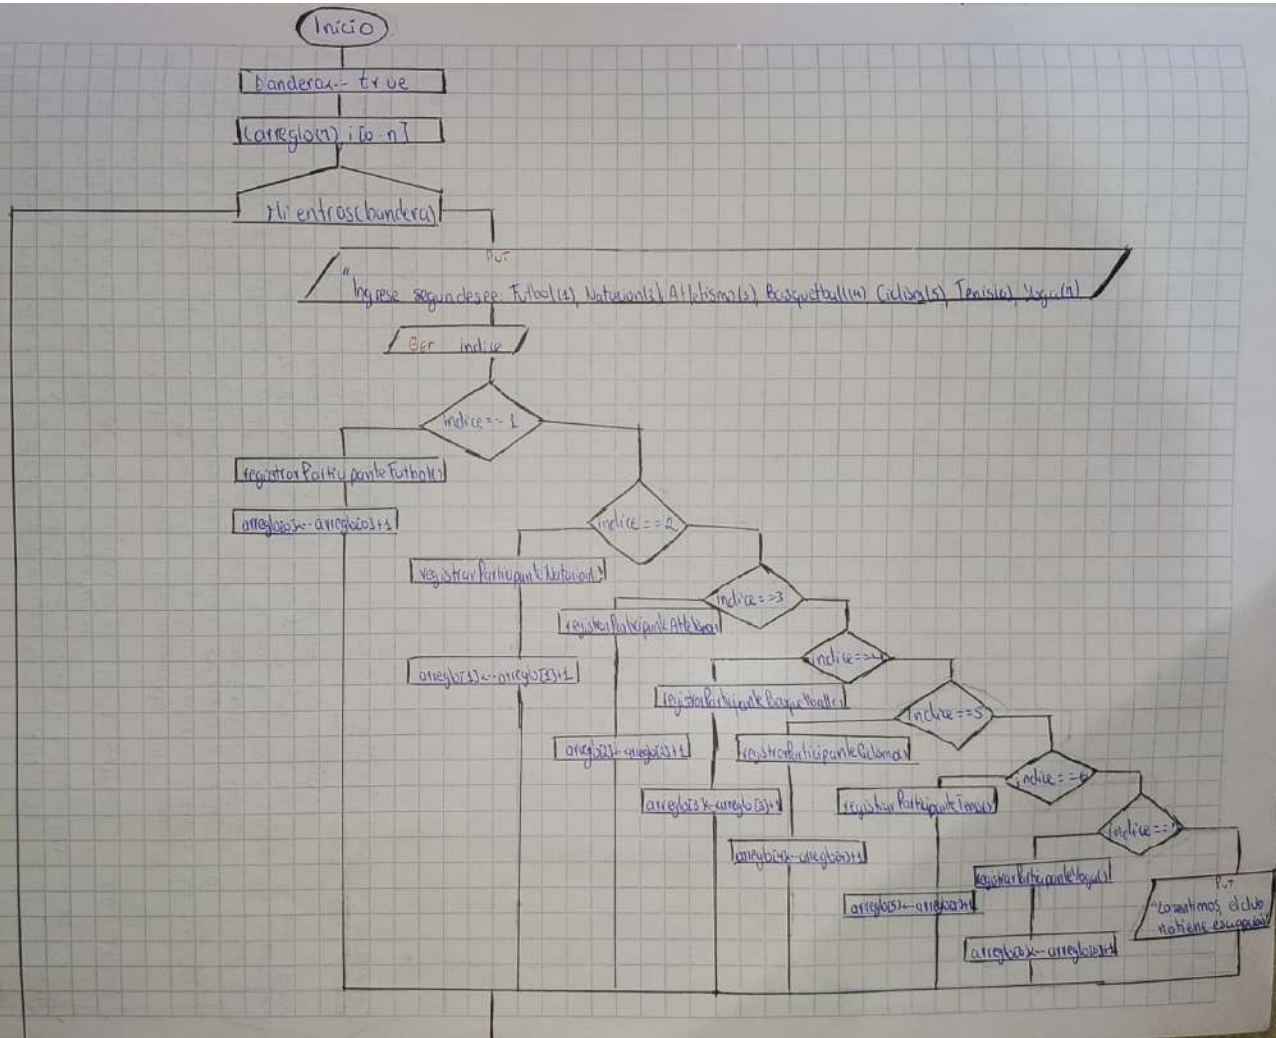 Inicio
bandera<-- true
arreglo(7) i[0-n]
Mientras(bandera)
PUT
"Ingrese segun desee: Futbol(1), Natacion(2), Atletismo(3), Basquetball(4), Ciclismo(5), Tenis(6), Yoga(7)
GET indice
indice == 1
registrarParticipanteFutbol()
arreglo[0]<--arreglo[0]+1
indice == 2
registrarParticipanteNatacion()
indice ==3
registrarParticipanteAtletismo()
indice==4
arreglo[1]<--arreglo[1]+1
registrarParticipanteBasquetball()
indice==5
arreglo[2]<--arreglo[2]+1
registrarParticipanteCiclismo()
indice==6
arreglo[3]<--arreglo[3]+1
registrarParticipanteTenis()
indice==7
arreglo[4]<--arreglo[4]+1
registrarParticipanteYoga()
PUT
"Lo sentimos, el club
no tiene esa opcion"
arreglo[5]<--arreglo[5]+1
arreglo[6]<--arreglo[6]+1